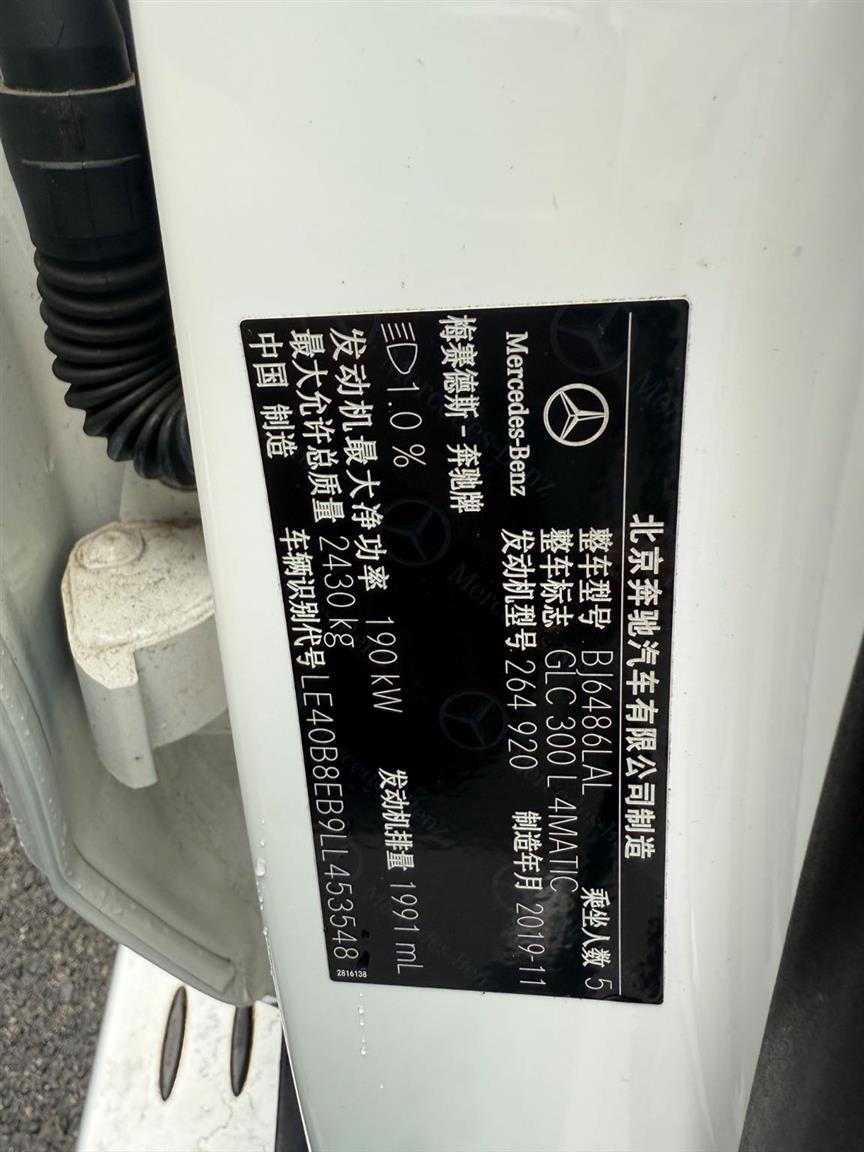 北京奔驰汽车有限公司制造
整车型号 BJ6486LAL 乘坐人数 5
整车标志 GLC 300 L 4MATIC
Mercedes-Benz 发动机型号 264 920 制造年月 2019-11
梅赛德斯-奔驰牌
1.0 % 发动机排量 1991 mL
发动机最大净功率 190 kW
最大允许总质量 2430 kg
中国 制造 车辆识别代号 LE40B8EB9LL453548
2816138